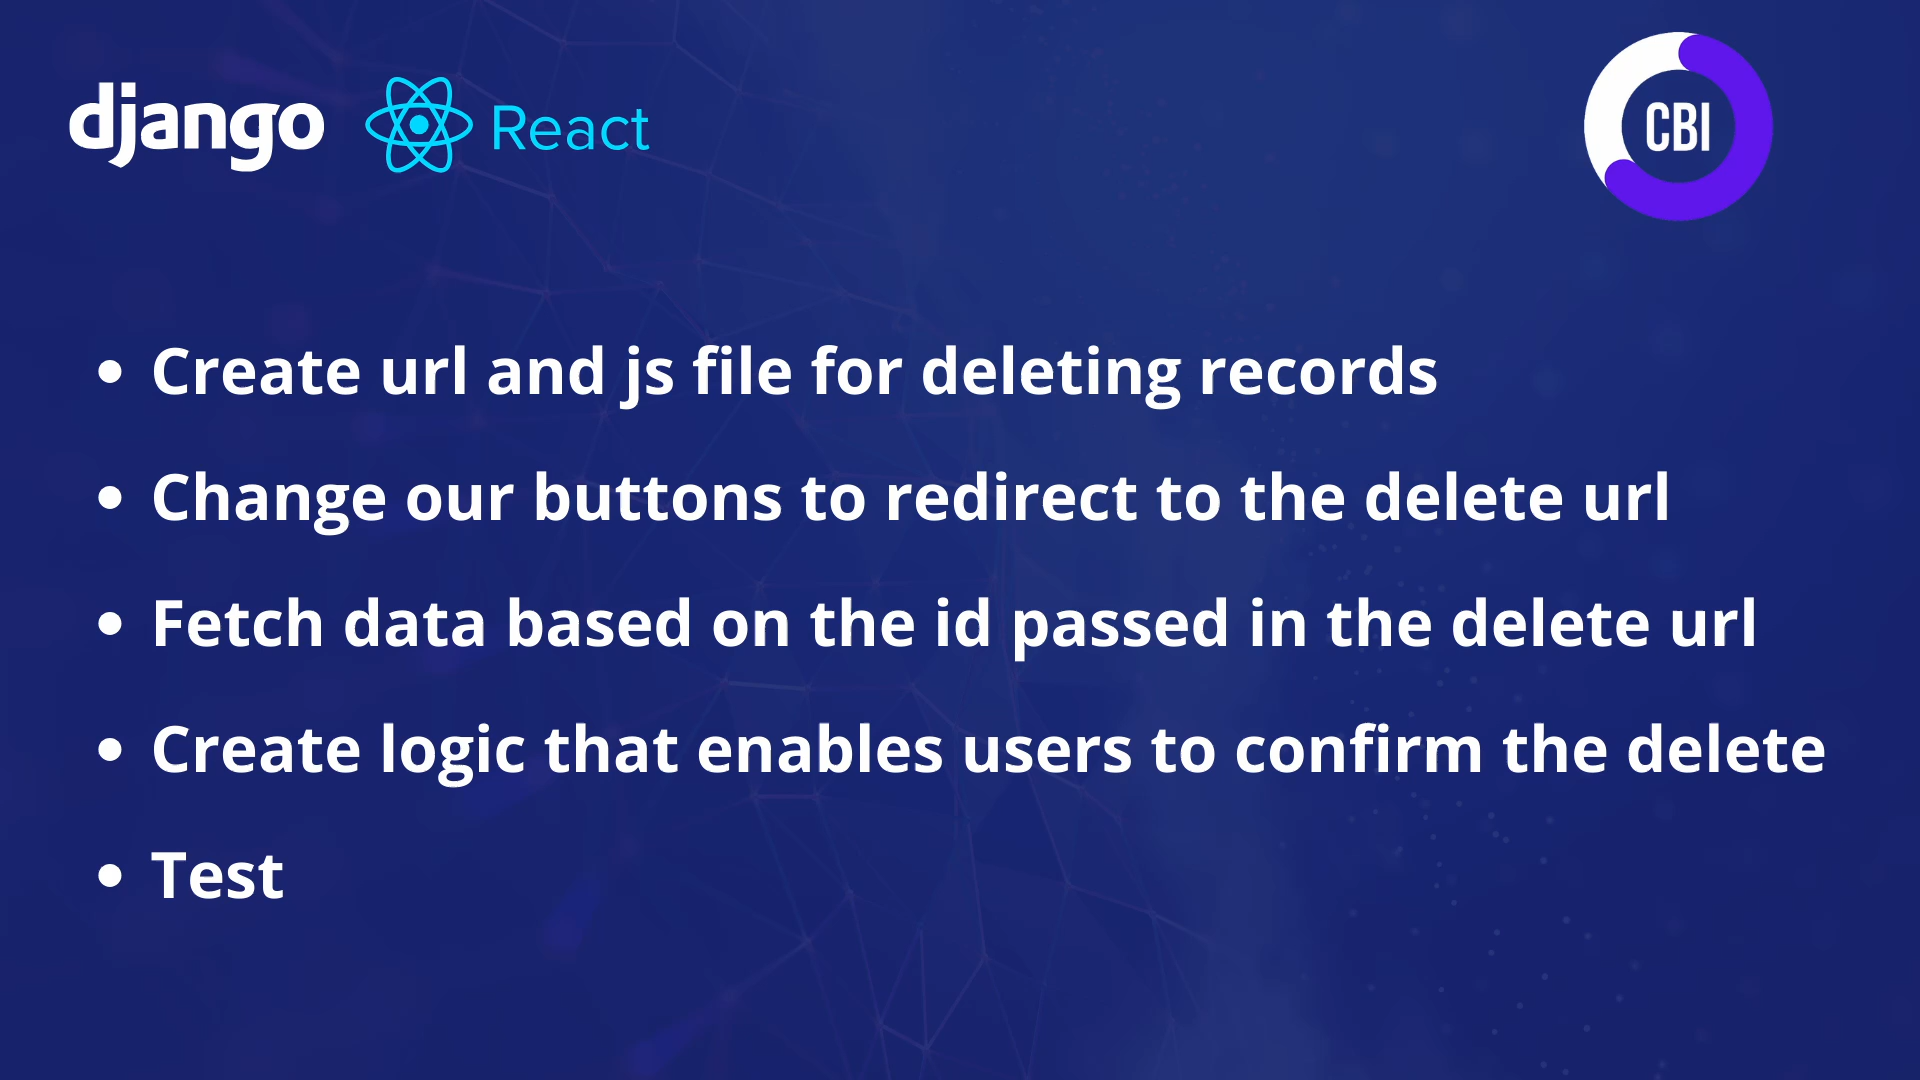 django React CBI
• Create url and js file for deleting records
• Change our buttons to redirect to the delete url
• Fetch data based on the id passed in the delete url
• Create logic that enables users to confirm the delete
• Test